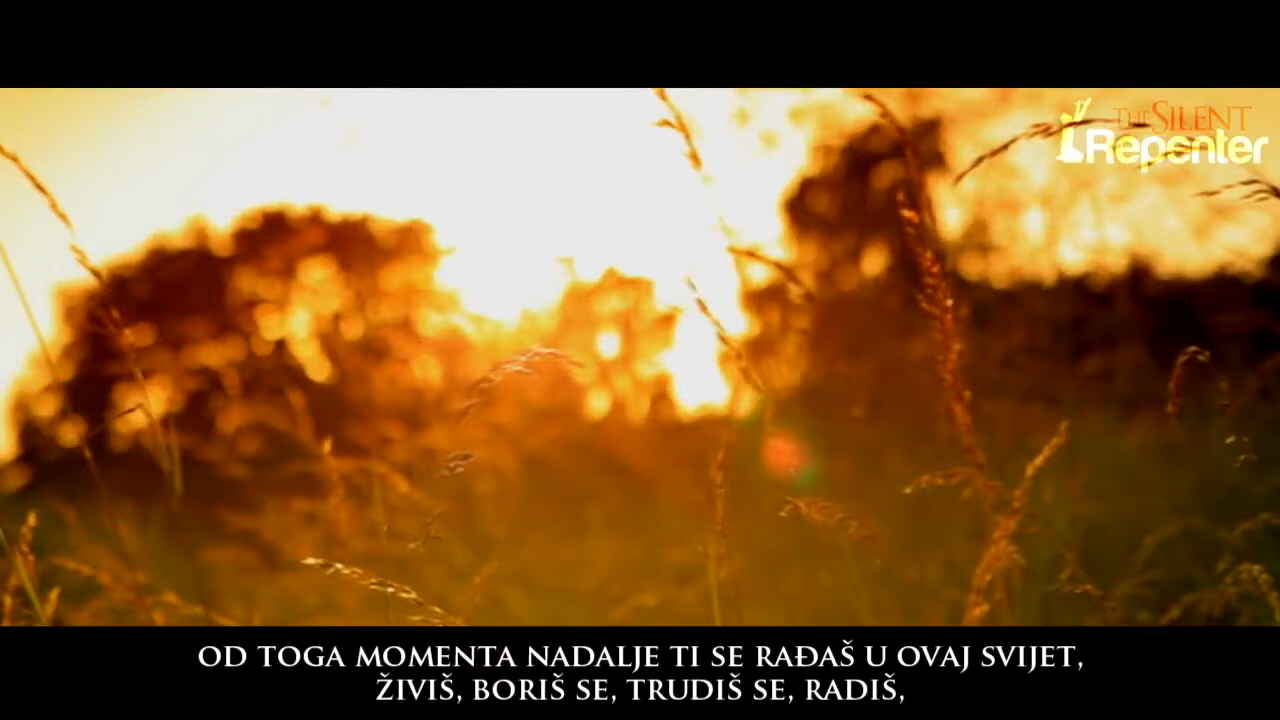 THE SILENT
Repenter
OD TOGA MOMENTA NADALJE TI SE RAĐAŠ U OVAJ SVIJET,
ŽIVIŠ, BORIŠ SE, TRUDIŠ SE, RADIŠ,